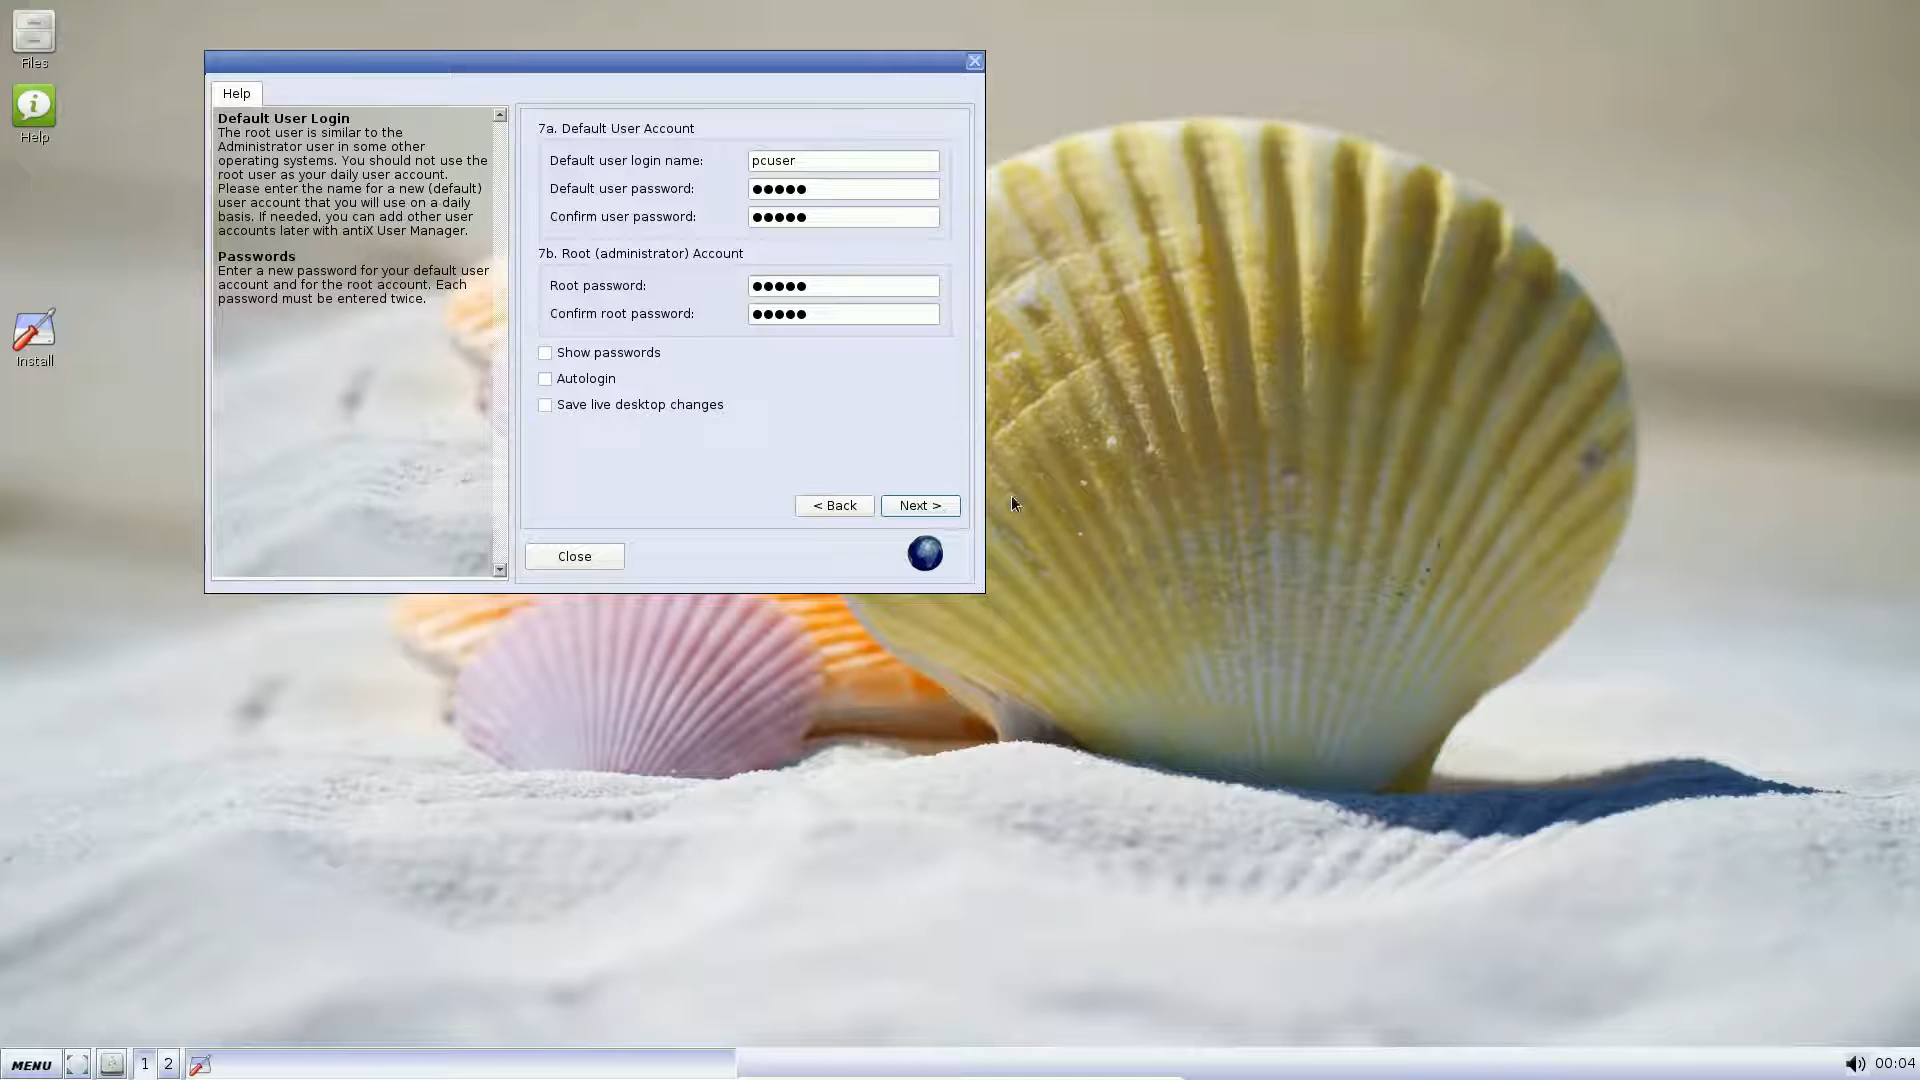 Files
Help
Install
Help
Default User Login
The root user is similar to the
Administrator user in some other
operating systems. You should not use the
root user as your daily user account.
Please enter the name for a new (default)
user account that you will use on a daily
basis. If needed, you can add other user
accounts later with antiX User Manager.
Passwords
Enter a new password for your default user
account and for the root account. Each
password must be entered twice.
7a. Default User Account
Default user login name: pcuser
Default user password: ●●●●●
Confirm user password: ●●●●●
7b. Root (administrator) Account
Root password: ●●●●●
Confirm root password: ●●●●●
Show passwords
Autologin
Save live desktop changes
< Back Next >
Close
MENU 1 2 00:04